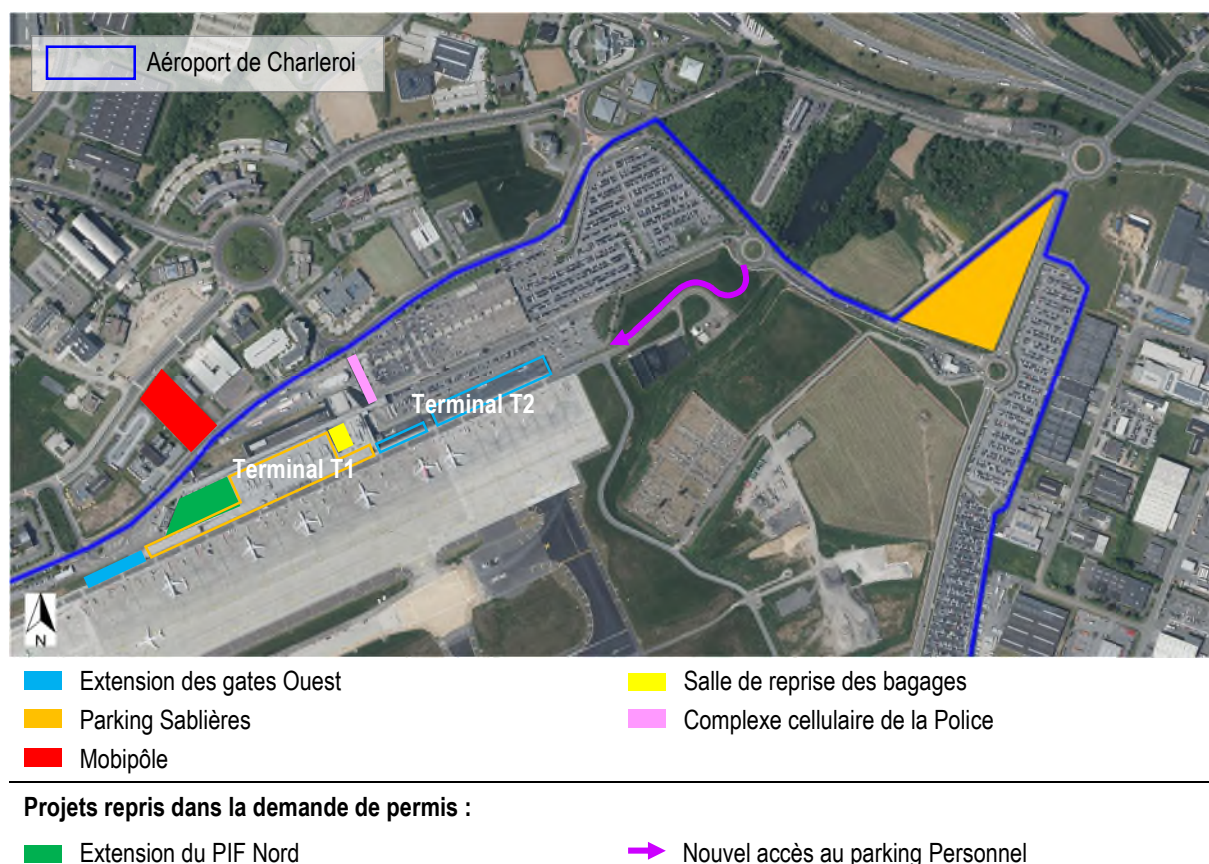 Aéroport de Charleroi
Terminal T2
Terminal T1
N
Extension des gates Ouest
Salle de reprise des bagages
Parking Sablières
Complexe cellulaire de la Police
Mobipôle
Projets repris dans la demande de permis :
Extension du PIF Nord
Nouvel accès au parking Personnel